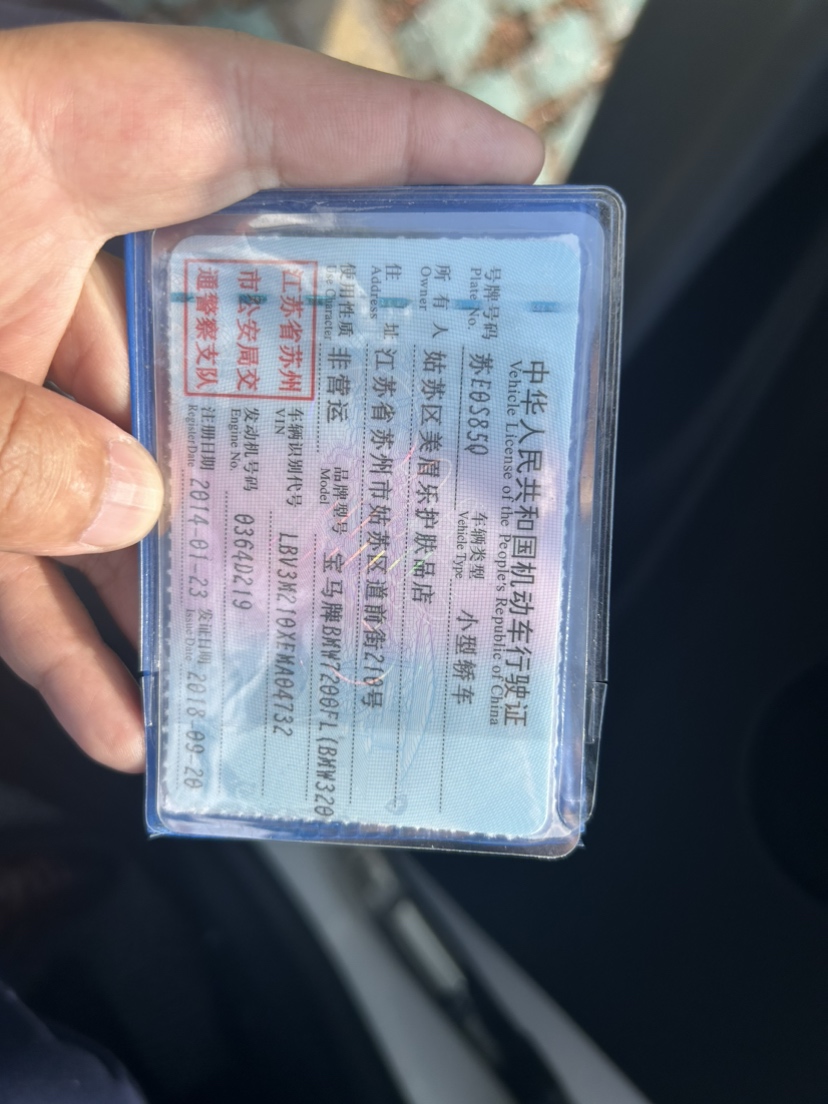 中华人民共和国机动车行驶证
Vehicle License of the People's Republic of China
号牌号码 苏E0S85Q 车辆类型 小型轿车
Plate No. Vehicle Type
所有人 姑苏区美眉乐护肤品店
Owner
住址 江苏省苏州市姑苏区道前街210号
Address
使用性质 非营运 品牌型号 宝马牌BMW7200FL(BMW320
Use Character Model
江苏省苏州
市公安局交
通警察支队
车辆识别代号 LBV3M210XEMA04732
VIN
发动机号码 0364D219
Engine No.
注册日期 2014-01-23 发证日期 2018-09-20
Register Date Issue Date